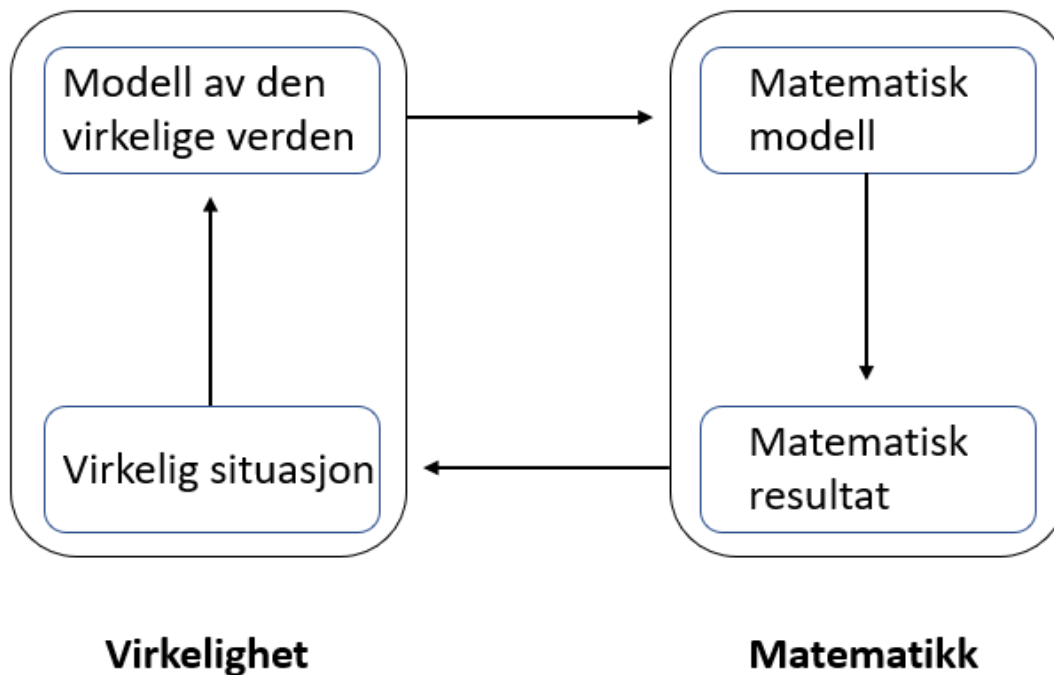 Modell av den
virkelige verden
Matematisk
modell
Virkelig situasjon
Matematisk
resultat
Virkelighet
Matematikk